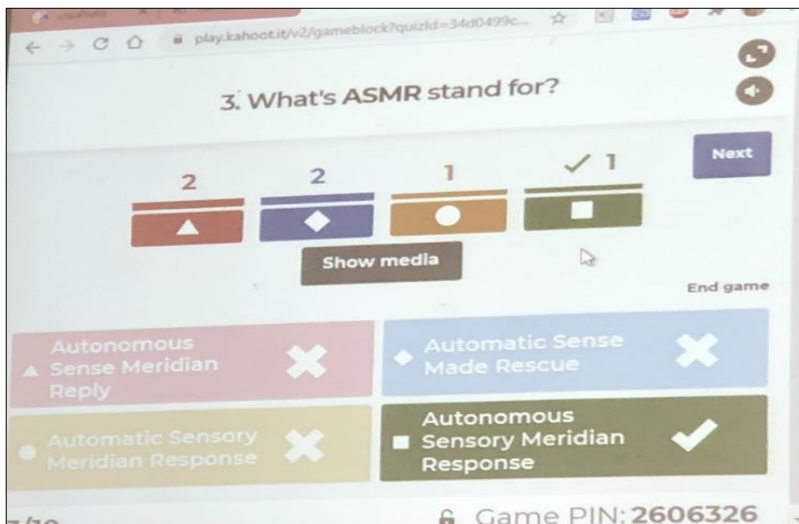 play.kahoot.it/v2/gameblock?quizId=34d0499c...
3. What's ASMR stand for?
2
2
1
1
Next
Show media
End game
Autonomous
Sense Meridian
Reply
Automatic Sense
Made Rescue
Automatic Sensory
Meridian Response
Autonomous
Sensory Meridian
Response
Game PIN: 2606326